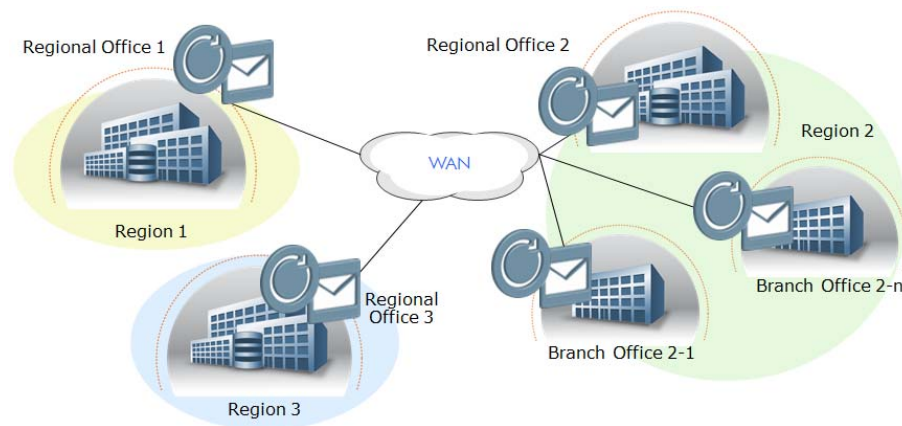 Regional Office 1
Regional Office 2
Region 2
WAN
Region 1
Branch Office 2-n
Regional
Office 3
Branch Office 2-1
Region 3